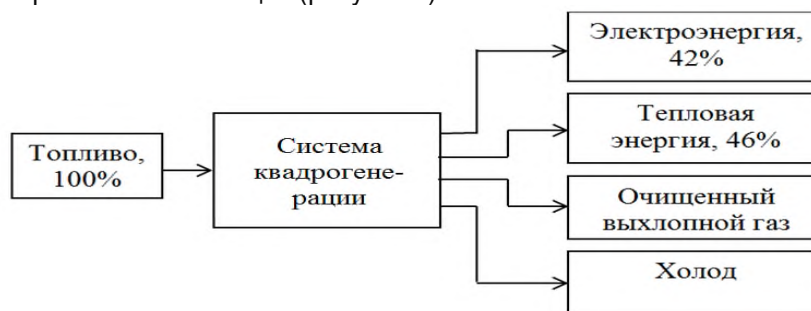 Электроэнергия,
42%
Тепловая
энергия, 46%
Топливо,
100%
Система
квадрогене-
рации
Очищенный
выхлопной газ
Холод